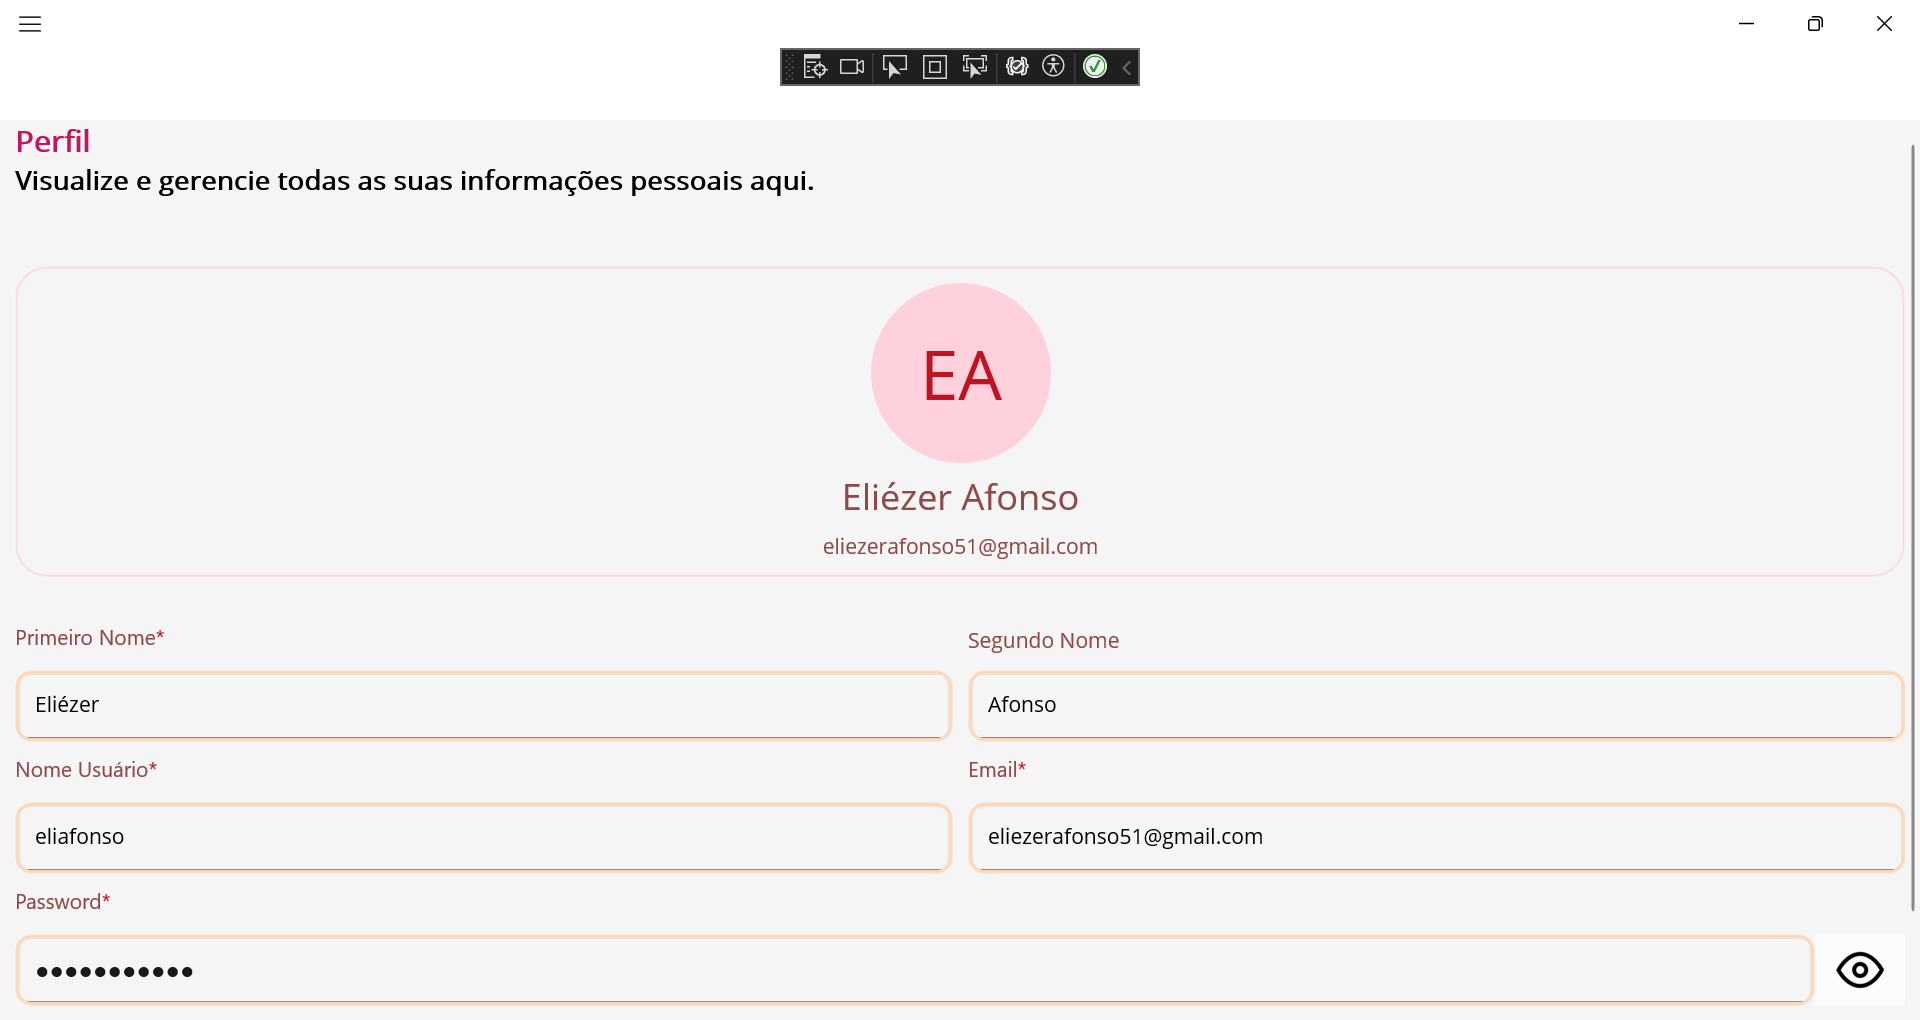 Perfil
Visualize e gerencie todas as suas informações pessoais aqui.
EA
Eliézer Afonso
eliezerafonso51@gmail.com
Primeiro Nome*
Segundo Nome
Eliézer
Afonso
Nome Usuário*
Email*
eliafonso
eliezerafonso51@gmail.com
Password*
●●●●●●●●●●●